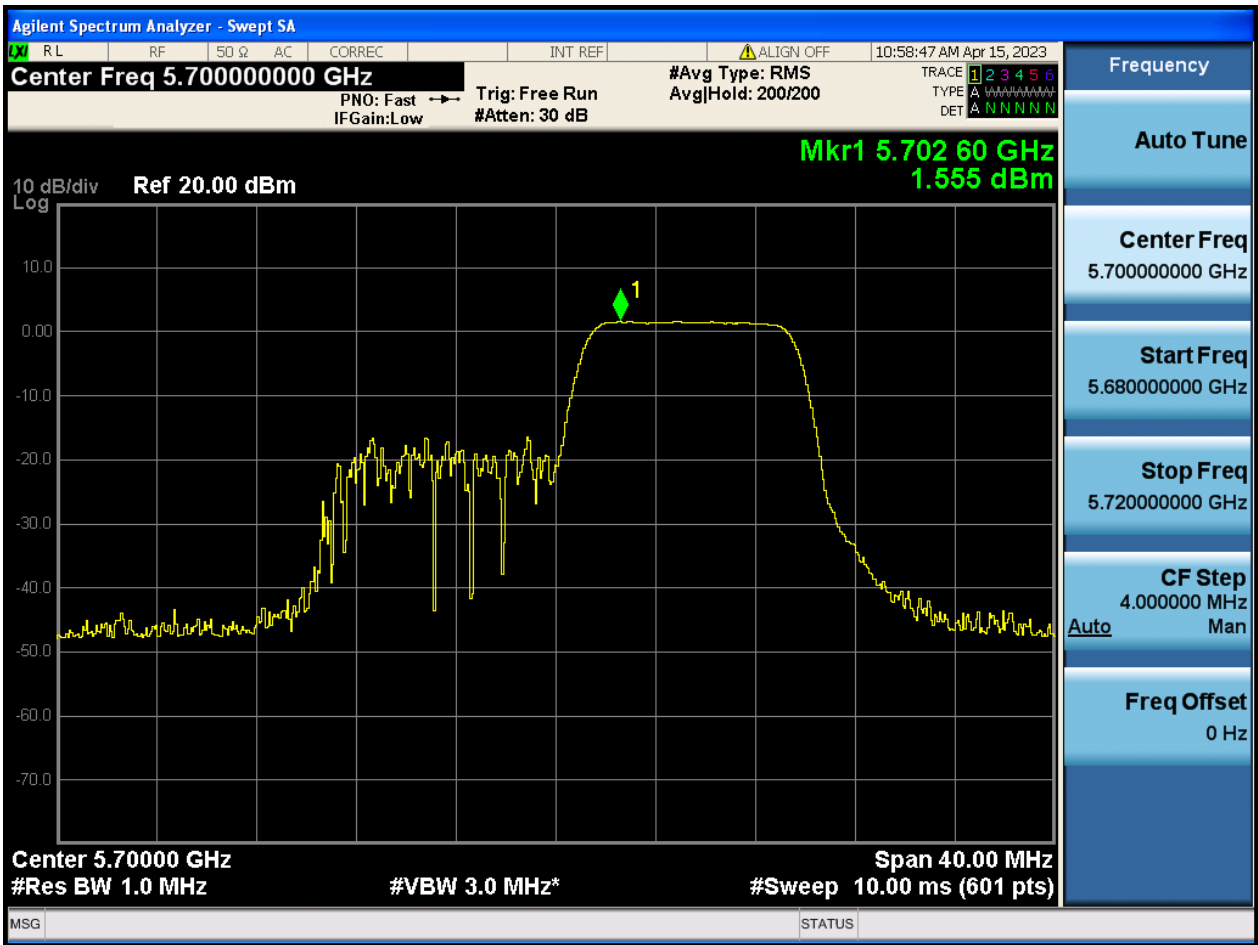 Agilent Spectrum Analyzer - Swept SA
LXI RL RF 50 Ω AC CORREC INT REF ALIGN OFF 10:58:47 AM Apr 15, 2023
Center Freq 5.700000000 GHz
PNO: Fast
IFGain:Low
Trig: Free Run
#Atten: 30 dB
#Avg Type: RMS
Avg|Hold: 200/200
TRACE 1 2 3 4 5 6
TYPE A WWWWWW
DET A N N N N N
Mkr1 5.702 60 GHz
1.555 dBm
10 dB/div Ref 20.00 dBm
Log
10.0
0.00
-10.0
-20.0
-30.0
-40.0
-50.0
-60.0
-70.0
1
Center 5.70000 GHz Span 40.00 MHz
#Res BW 1.0 MHz #VBW 3.0 MHz* #Sweep 10.00 ms (601 pts)
MSG STATUS
Frequency
Auto Tune
Center Freq
5.700000000 GHz
Start Freq
5.680000000 GHz
Stop Freq
5.720000000 GHz
CF Step
4.000000 MHz
Auto Man
Freq Offset
0 Hz